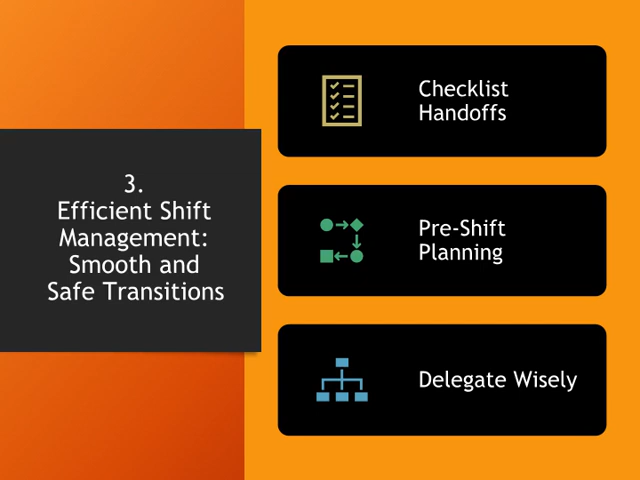 3.
Efficient Shift
Management:
Smooth and
Safe Transitions
Checklist
Handoffs
Pre-Shift
Planning
Delegate Wisely